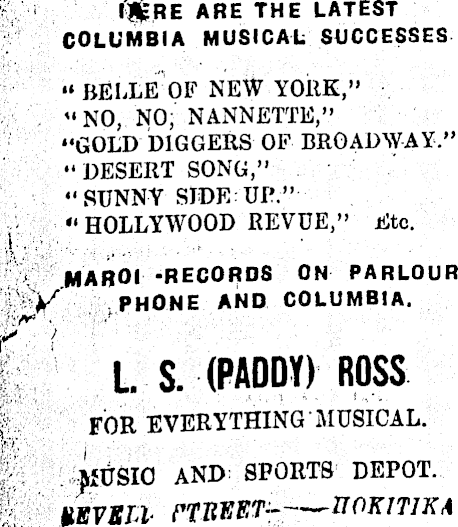 HERE ARE THE LATEST
COLUMBIA MUSICAL SUCCESSES
" BELLE OF NEW YORK,"
" NO, NO, NANNETTE,"
"GOLD DIGGERS OF BROADWAY."
" DESERT SONG,"
" SUNNY SIDE UP."
" HOLLYWOOD REVUE," Etc.
MAROI -RECORDS ON PARLOUR
PHONE AND COLUMBIA.
L. S. (PADDY) ROSS
FOR EVERYTHING MUSICAL.
MUSIC AND SPORTS DEPOT.
REVELL STREET—HOKITIKA